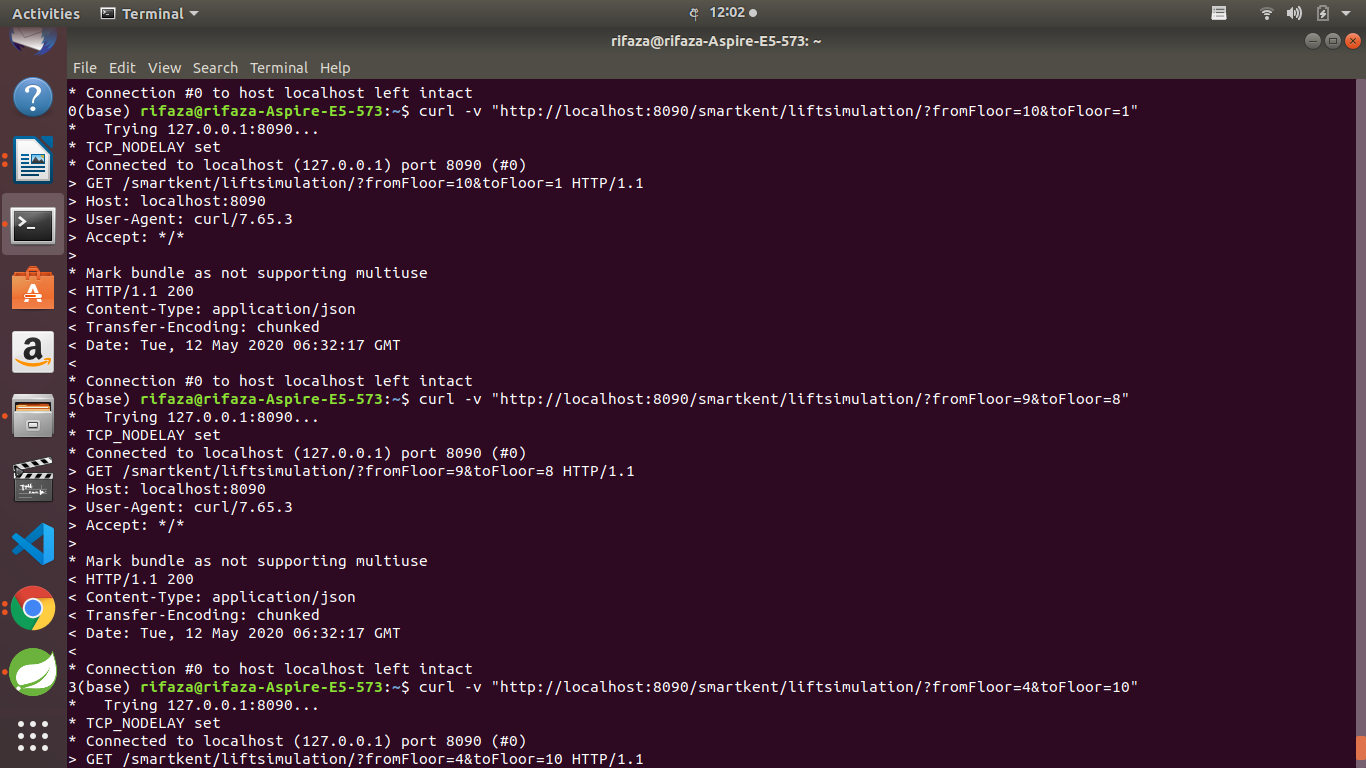 Activities Terminal අ 12:02
rifaza@rifaza-Aspire-E5-573: ~
File Edit View Search Terminal Help
* Connection #0 to host localhost left intact
0(base) rifaza@rifaza-Aspire-E5-573:~$ curl -v "http://localhost:8090/smartkent/liftsimulation/?fromFloor=10&toFloor=1"
*   Trying 127.0.0.1:8090...
* TCP_NODELAY set
* Connected to localhost (127.0.0.1) port 8090 (#0)
> GET /smartkent/liftsimulation/?fromFloor=10&toFloor=1 HTTP/1.1
> Host: localhost:8090
> User-Agent: curl/7.65.3
> Accept: */*
>
* Mark bundle as not supporting multiuse
< HTTP/1.1 200
< Content-Type: application/json
< Transfer-Encoding: chunked
< Date: Tue, 12 May 2020 06:32:17 GMT
<
* Connection #0 to host localhost left intact
5(base) rifaza@rifaza-Aspire-E5-573:~$ curl -v "http://localhost:8090/smartkent/liftsimulation/?fromFloor=9&toFloor=8"
*   Trying 127.0.0.1:8090...
* TCP_NODELAY set
* Connected to localhost (127.0.0.1) port 8090 (#0)
> GET /smartkent/liftsimulation/?fromFloor=9&toFloor=8 HTTP/1.1
> Host: localhost:8090
> User-Agent: curl/7.65.3
> Accept: */*
>
* Mark bundle as not supporting multiuse
< HTTP/1.1 200
< Content-Type: application/json
< Transfer-Encoding: chunked
< Date: Tue, 12 May 2020 06:32:17 GMT
<
* Connection #0 to host localhost left intact
3(base) rifaza@rifaza-Aspire-E5-573:~$ curl -v "http://localhost:8090/smartkent/liftsimulation/?fromFloor=4&toFloor=10"
*   Trying 127.0.0.1:8090...
* TCP_NODELAY set
* Connected to localhost (127.0.0.1) port 8090 (#0)
> GET /smartkent/liftsimulation/?fromFloor=4&toFloor=10 HTTP/1.1